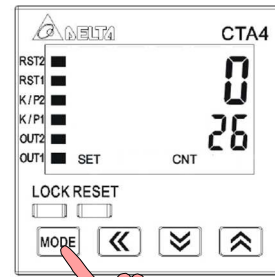 DELTA
CTA4
RST2
RST1
K/P2
K/P1
OUT2
OUT1
0
26
SET CNT
LOCK RESET
MODE